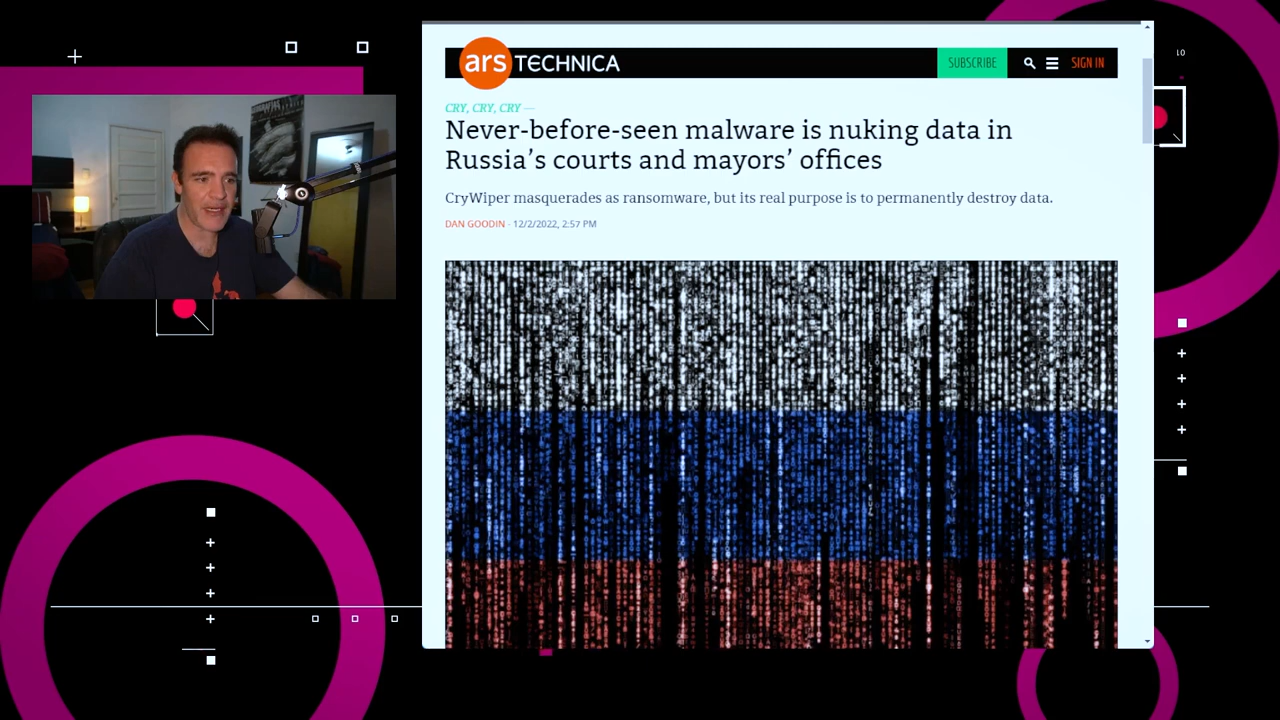 ars TECHNICA
SUBSCRIBE
SIGN IN
CRY, CRY, CRY —
Never-before-seen malware is nuking data in
Russia’s courts and mayors’ offices
CryWiper masquerades as ransomware, but its real purpose is to permanently destroy data.
DAN GOODIN - 12/2/2022, 2:57 PM
10